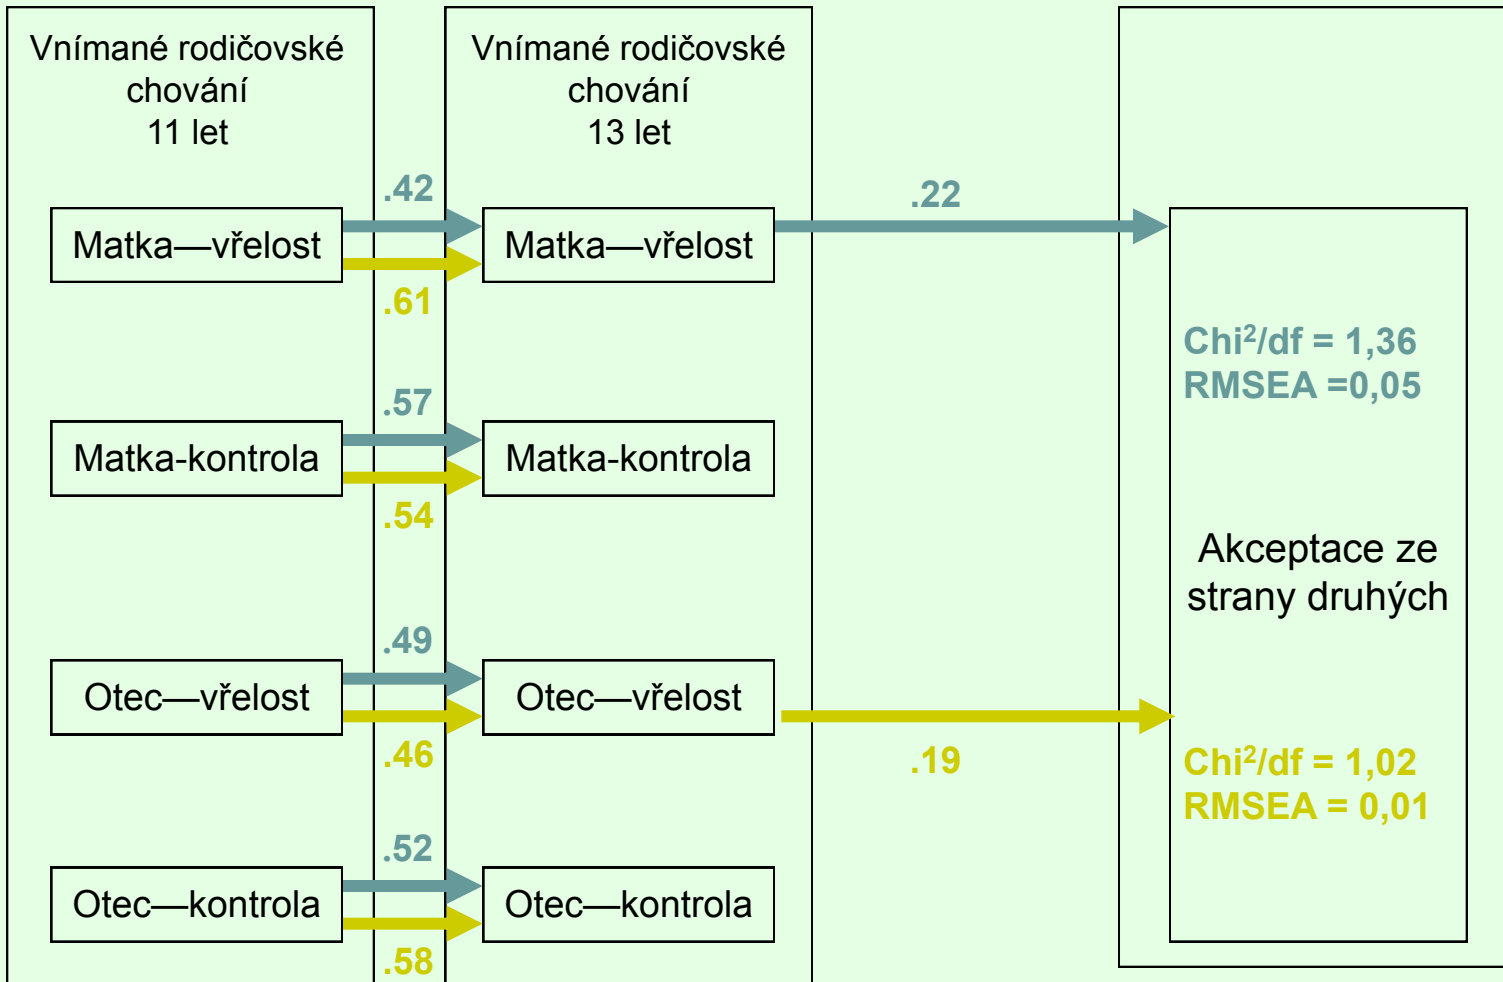 Vnímané rodičovské
chování
11 let
Vnímané rodičovské
chování
13 let
.42
.22
Matka—vřelost
Matka—vřelost
.61
Chi²/df = 1,36
RMSEA =0,05
.57
Matka-kontrola
Matka-kontrola
.54
Akceptace ze
strany druhých
.49
Otec—vřelost
Otec—vřelost
.46
.19
Chi²/df = 1,02
RMSEA = 0,01
.52
Otec—kontrola
Otec—kontrola
.58